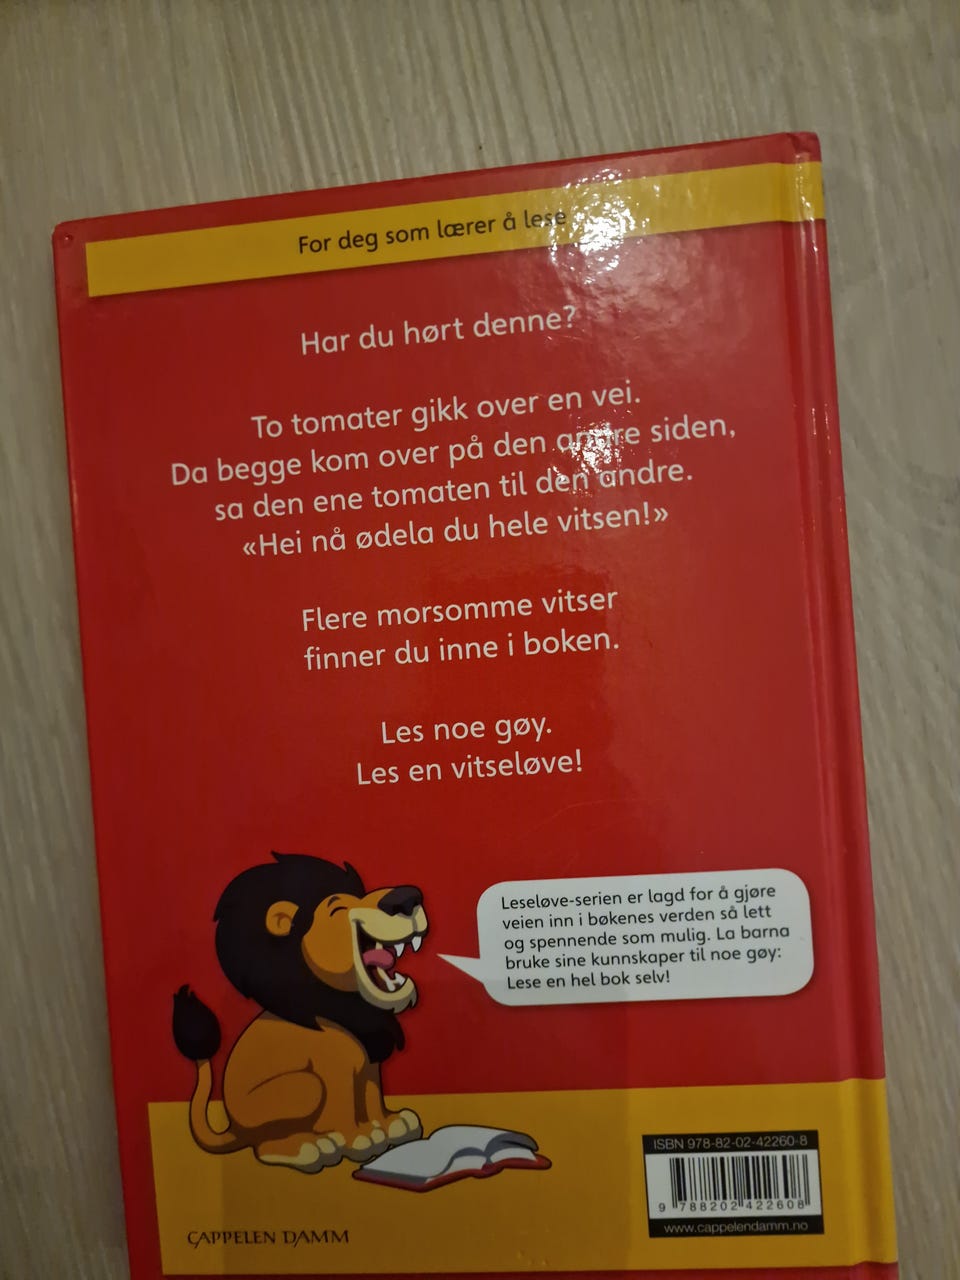 For deg som lærer å lese
Har du hørt denne?
To tomater gikk over en vei.
Da begge kom over på den andre siden,
sa den ene tomaten til den andre.
«Hei nå ødela du hele vitsen!»
Flere morsomme vitser
finner du inne i boken.
Les noe gøy.
Les en vitseløve!
Leseløve-serien er lagd for å gjøre
veien inn i bøkenes verden så lett
og spennende som mulig. La barna
bruke sine kunnskaper til noe gøy:
Lese en hel bok selv!
ISBN 978-82-02-42260-8
9 788202 422608
www.cappelendamm.no
CAPPELEN DAMM